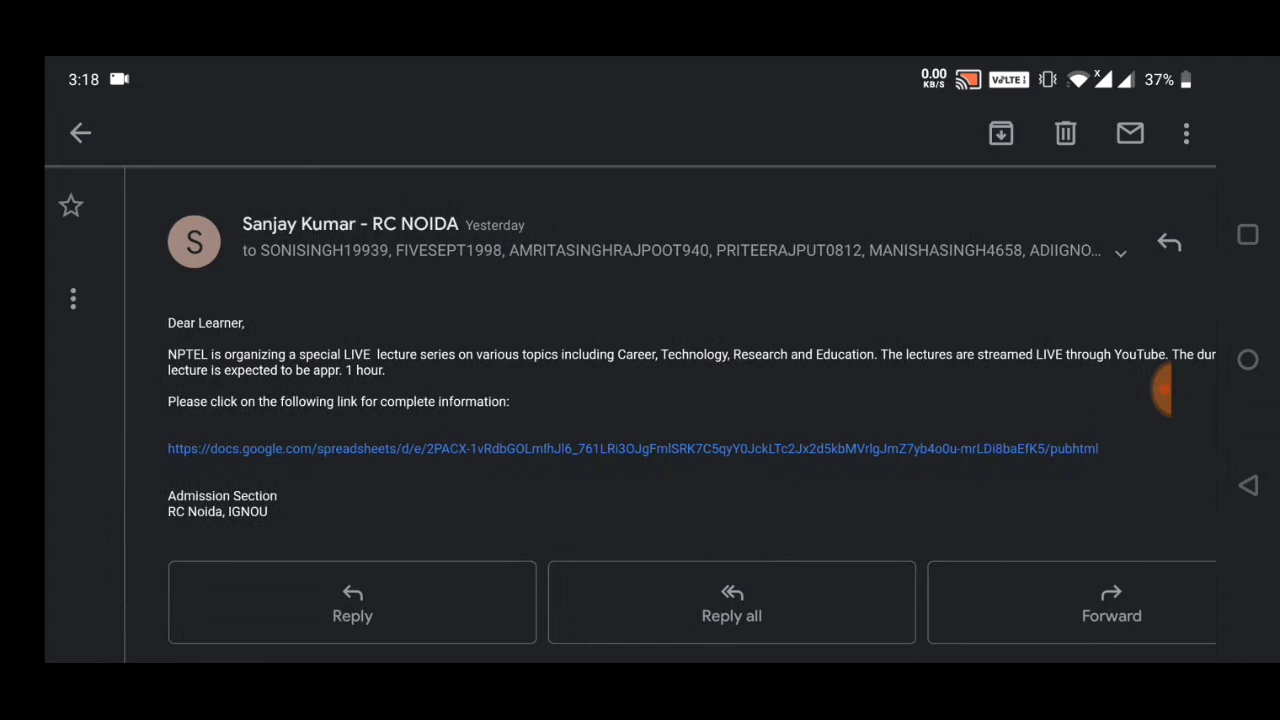 3:18
0.00
KB/S
VoLTE
x
37%
S
Sanjay Kumar - RC NOIDA Yesterday
to SONISINGH19939, FIVESEPT1998, AMRITASINGHRAJPOOT940, PRITEERAJPUT0812, MANISHASINGH4658, ADIIGNO...
Dear Learner,
NPTEL is organizing a special LIVE lecture series on various topics including Career, Technology, Research and Education. The lectures are streamed LIVE through YouTube. The dur
lecture is expected to be appr. 1 hour.
Please click on the following link for complete information:
https://docs.google.com/spreadsheets/d/e/2PACX-1vRdbGOLmfhJl6_761LRi3OJgFmlSRK7C5qyY0JckLTc2Jx2d5kbMVrlgJmZ7yb4o0u-mrLDi8baEfK5/pubhtml
Admission Section
RC Noida, IGNOU
Reply
Reply all
Forward